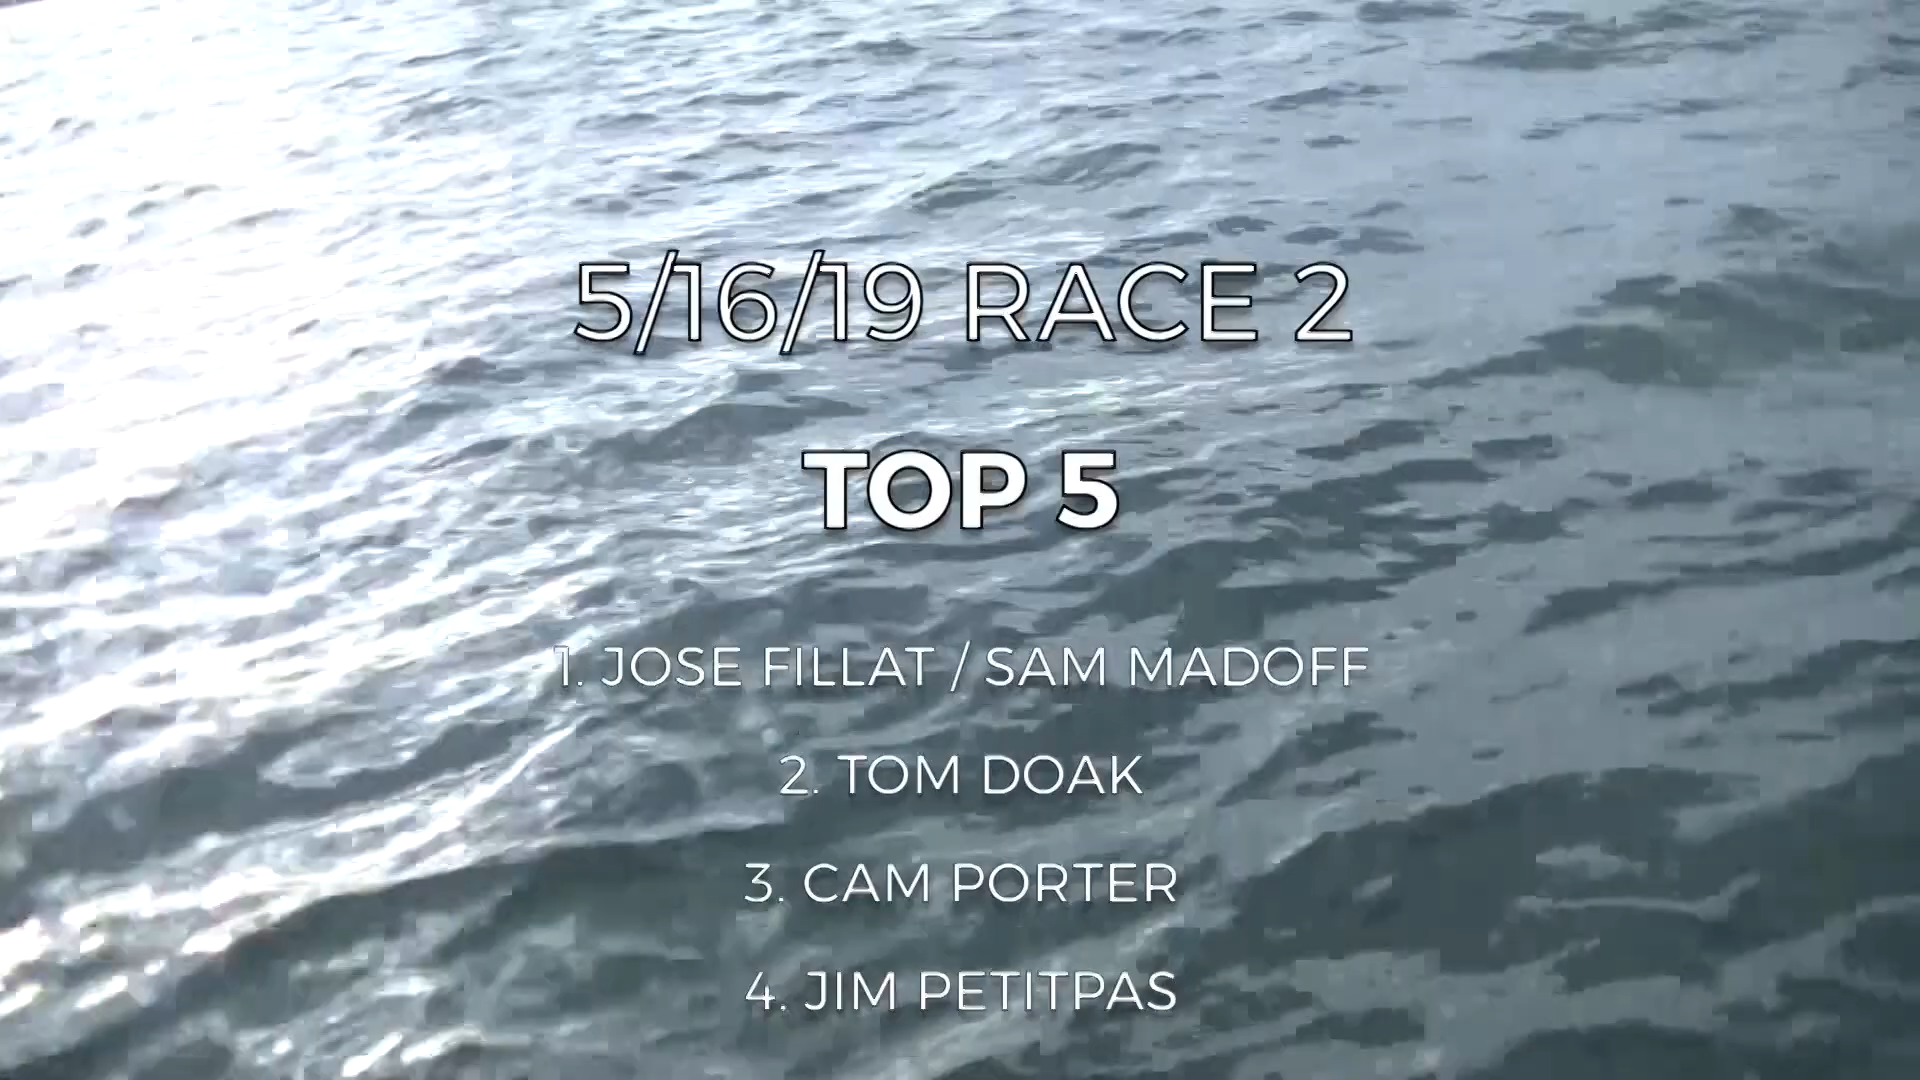 5/16/19 RACE 2
TOP 5
1. JOSE FILLAT / SAM MADOFF
2. TOM DOAK
3. CAM PORTER
4. JIM PETITPAS